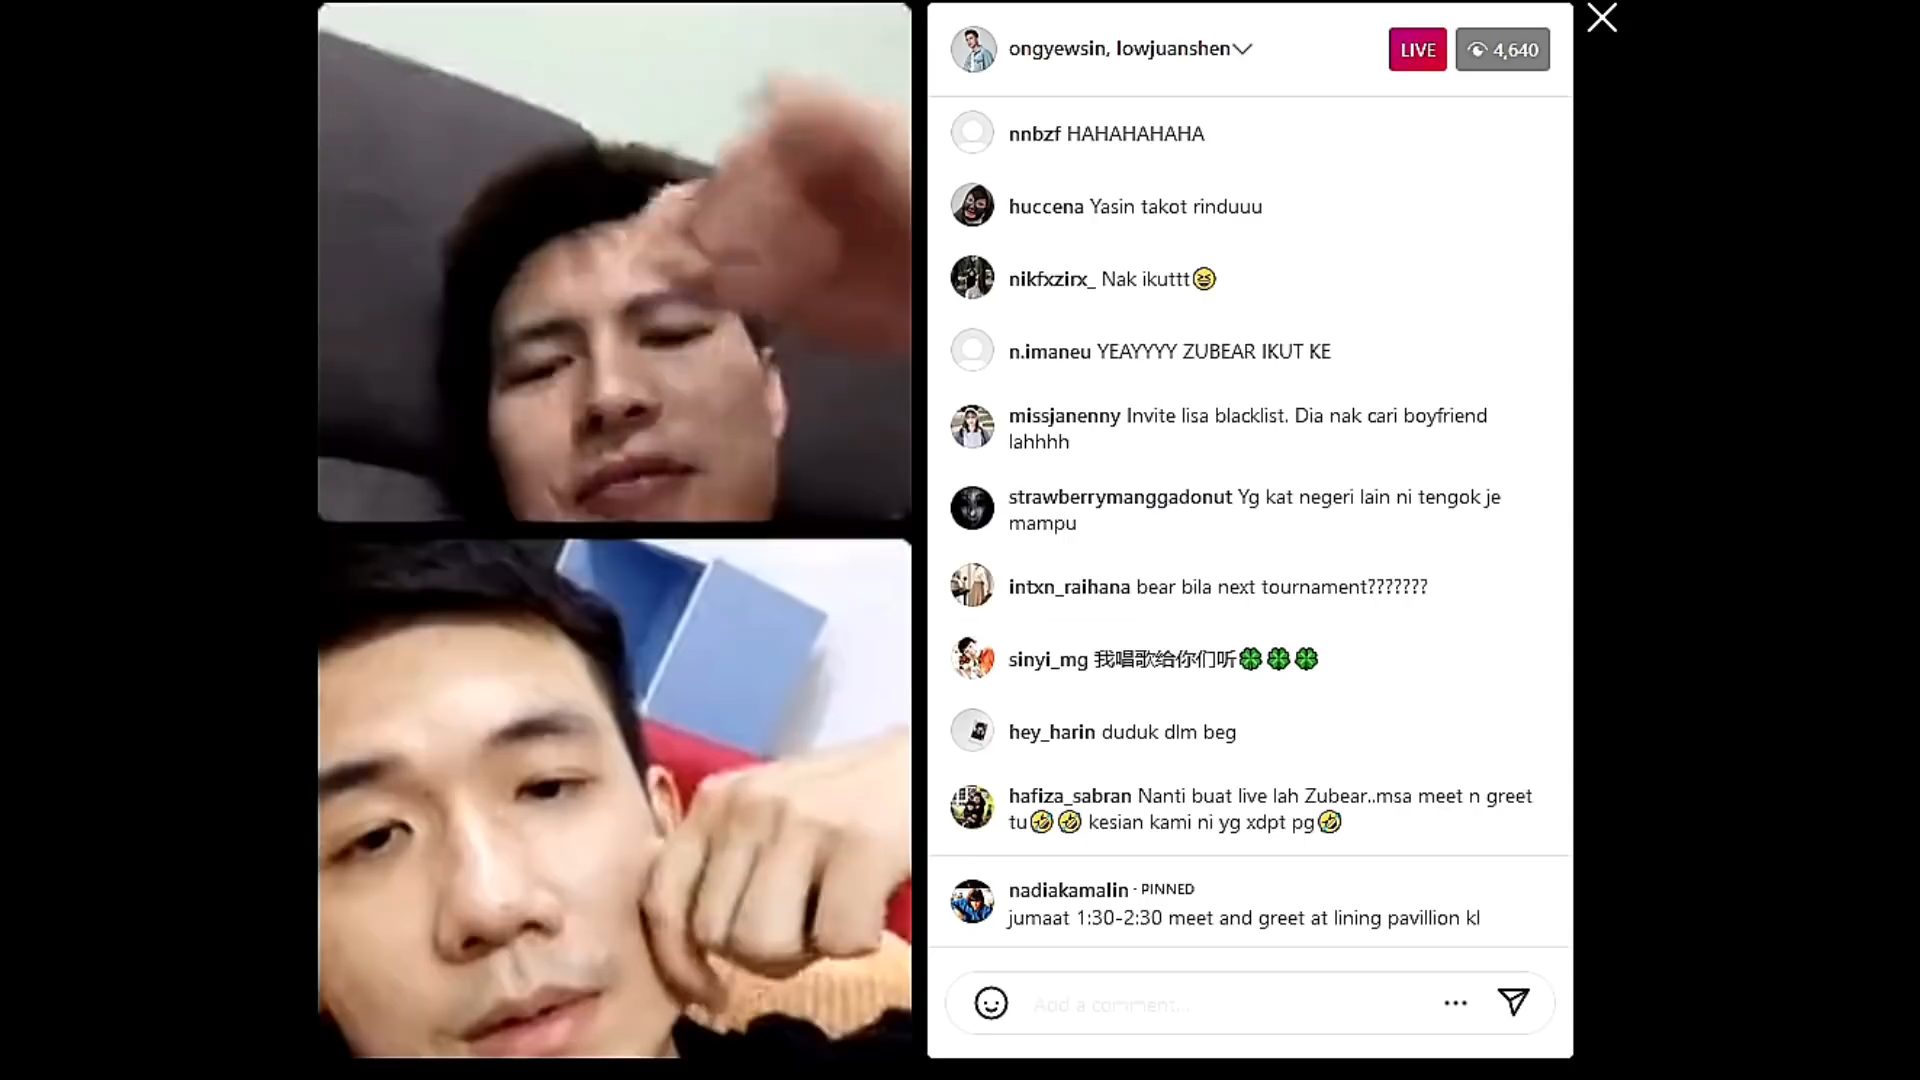 ongyewsin, lowjuanshen
LIVE
4,640
nnbzf HAHAHAHAHA
huccena Yasin takot rinduuu
nikfxzirx_ Nak ikuttt😆
n.imaneu YEAYYYY ZUBEAR IKUT KE
missjanenny Invite lisa blacklist. Dia nak cari boyfriend
lahhhh
strawberrymanggadonut Yg kat negeri lain ni tengok je
mampu
intxn_raihana bear bila next tournament???????
sinyi_mg 我唱歌给你们听🍀🍀🍀
hey_harin duduk dlm beg
hafiza_sabran Nanti buat live lah Zubear..msa meet n greet
tu🤣🤣 kesian kami ni yg xdpt pg🤣
nadiakamalin · PINNED
jumaat 1:30-2:30 meet and greet at lining pavillion kl
Add a comment...